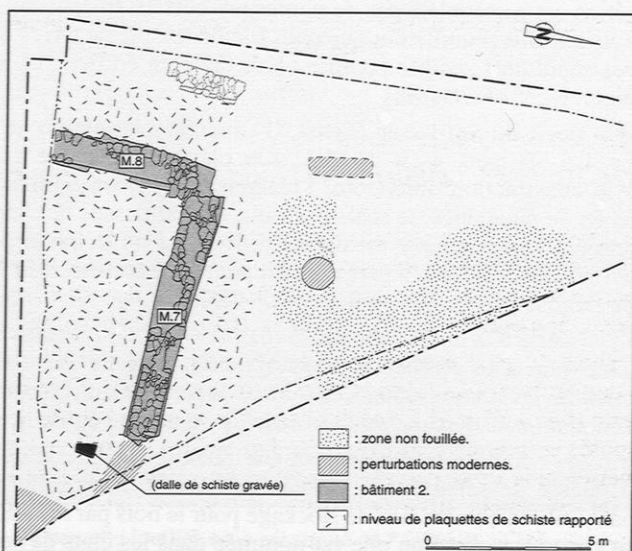 N
M.8
M.7
(dalle de schiste gravée)
: zone non fouillée.
: perturbations modernes.
: bâtiment 2.
: niveau de plaquettes de schiste rapporté
0 5 m